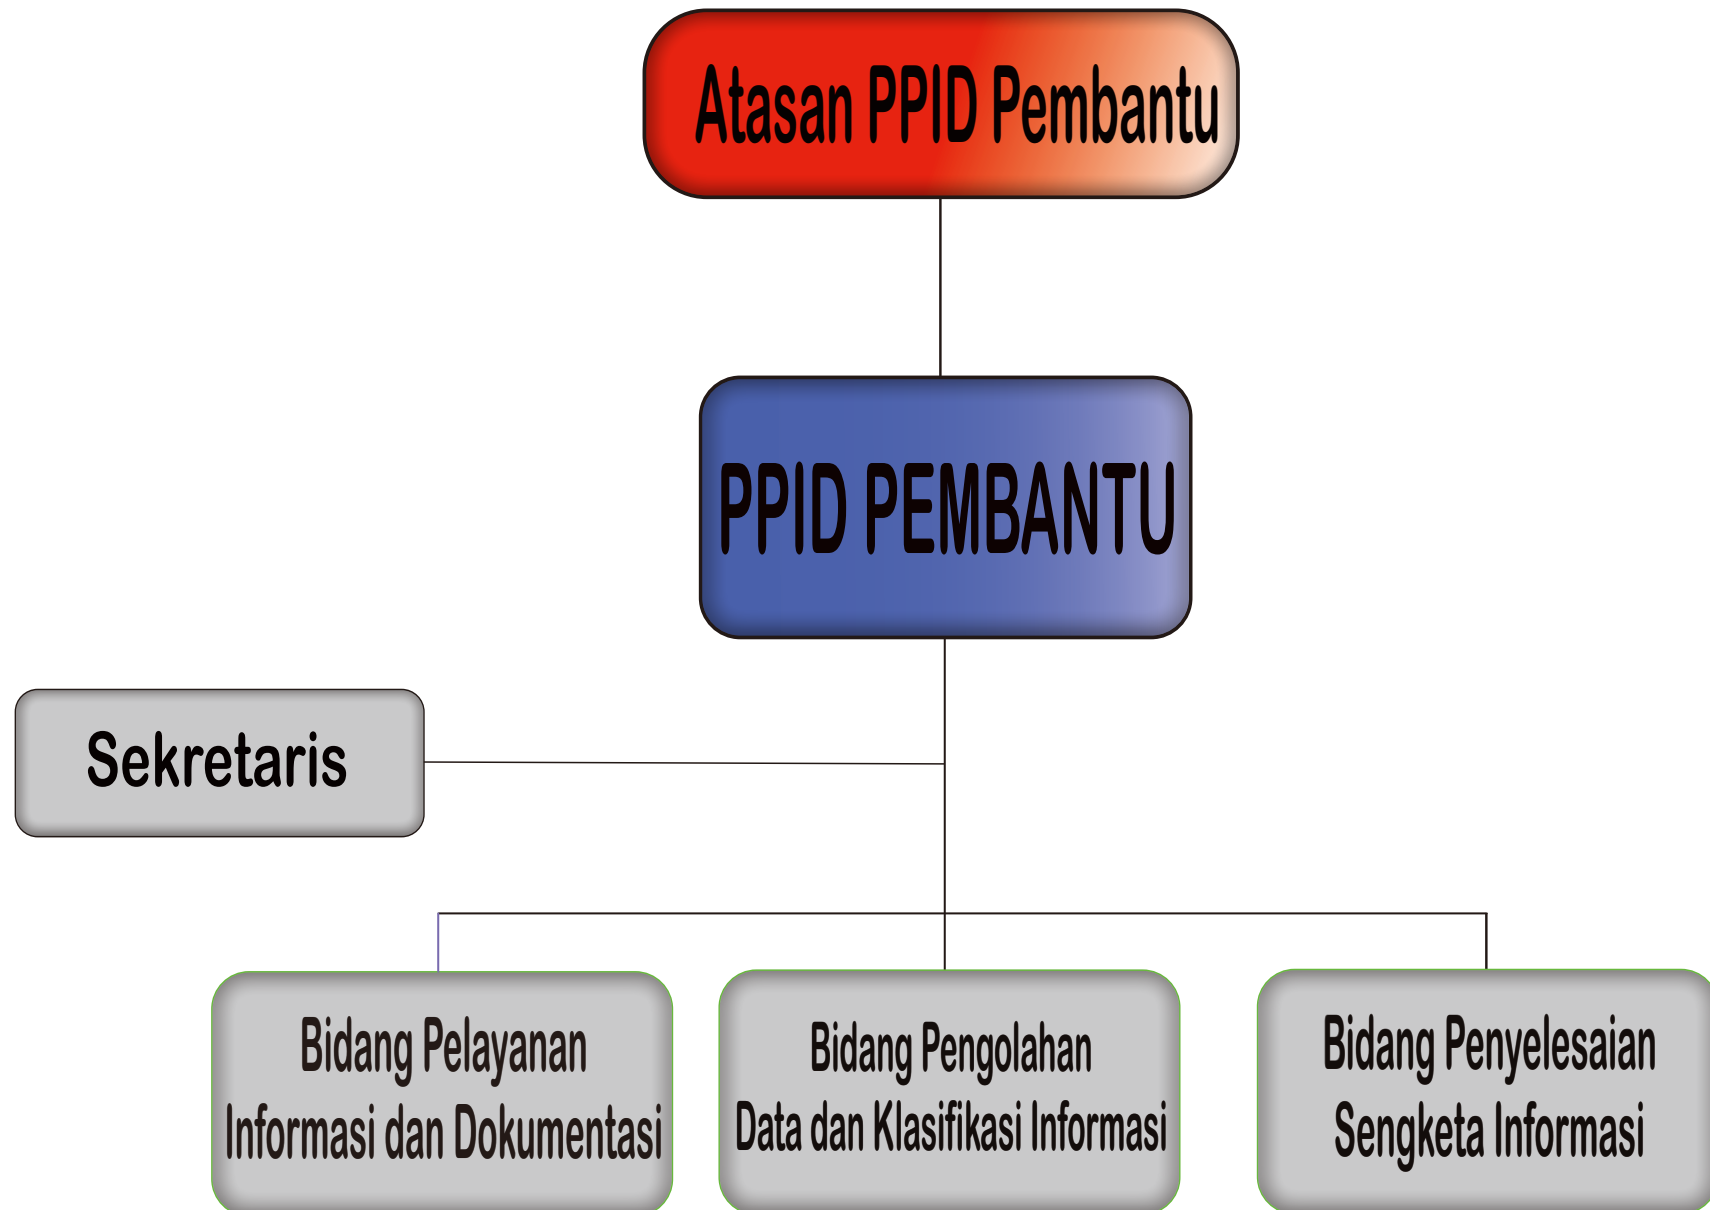 Atasan PPID Pembantu
PPID PEMBANTU
Sekretaris
Bidang Pelayanan
Informasi dan Dokumentasi
Bidang Pengolahan
Data dan Klasifikasi Informasi
Bidang Penyelesaian
Sengketa Informasi